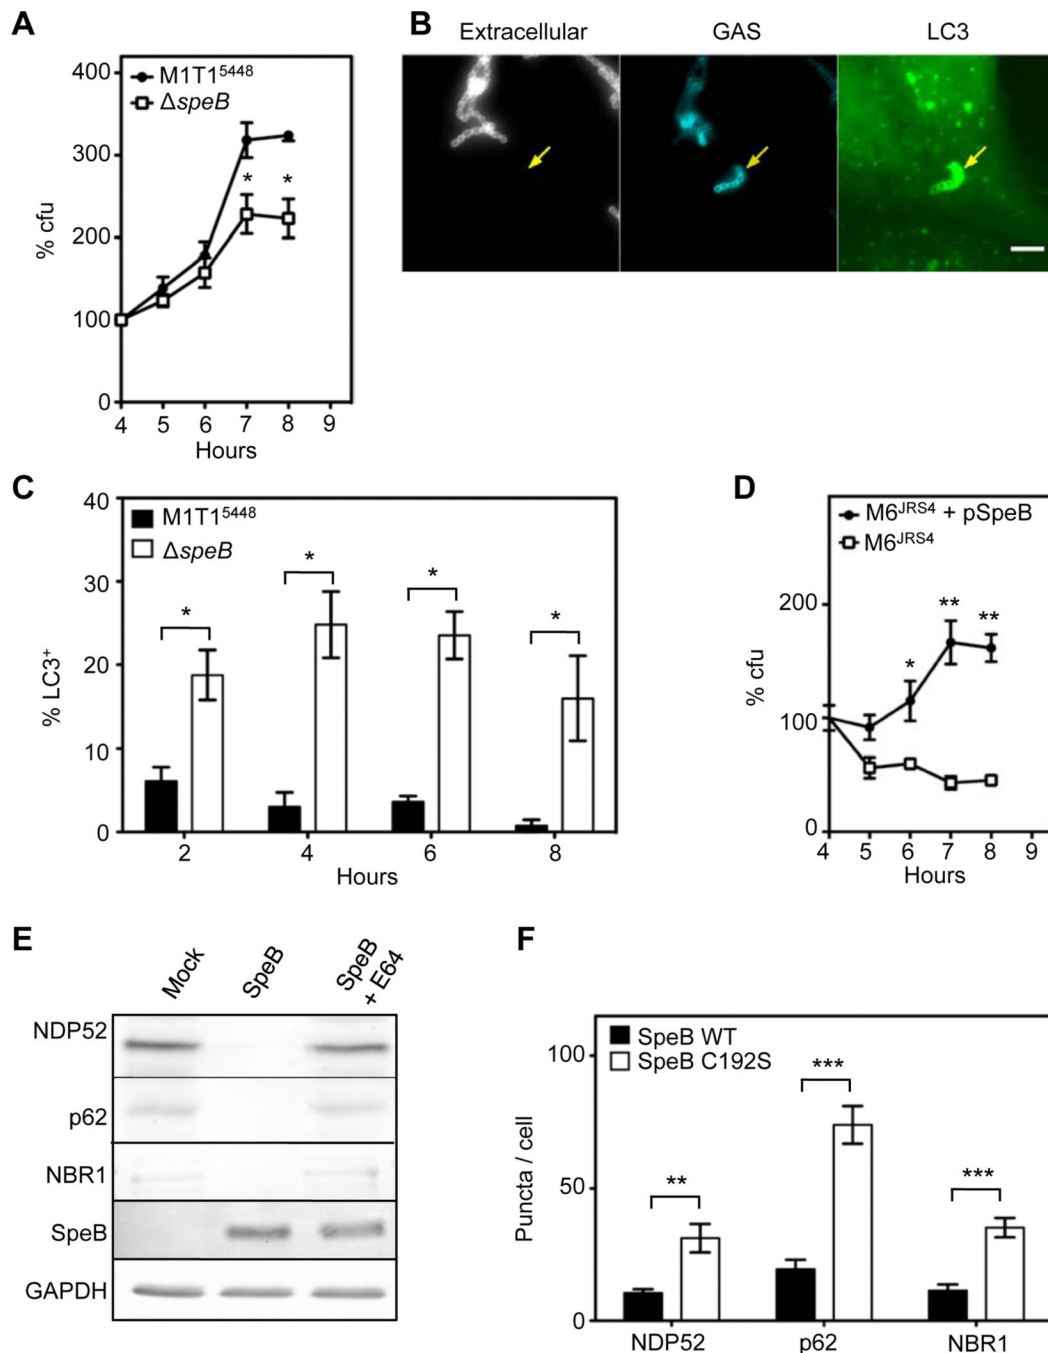 A
400
300
200
100
0
% cfu
M1T1⁵⁴⁴⁸
ΔspeB
*
*
4 5 6 7 8 9
Hours
B
Extracellular GAS LC3
C
40
30
20
10
0
% LC3⁺
M1T1⁵⁴⁴⁸
ΔspeB
* * * *
2 4 6 8
Hours
D
M6ᴶᴿˢ⁴ + pSpeB
M6ᴶᴿˢ⁴
200
100
0
% cfu
* ** **
4 5 6 7 8 9
Hours
E
Mock
SpeB
SpeB
+ E64
NDP52
p62
NBR1
SpeB
GAPDH
F
SpeB WT
SpeB C192S
100
50
0
Puncta / cell
** *** ***
NDP52 p62 NBR1